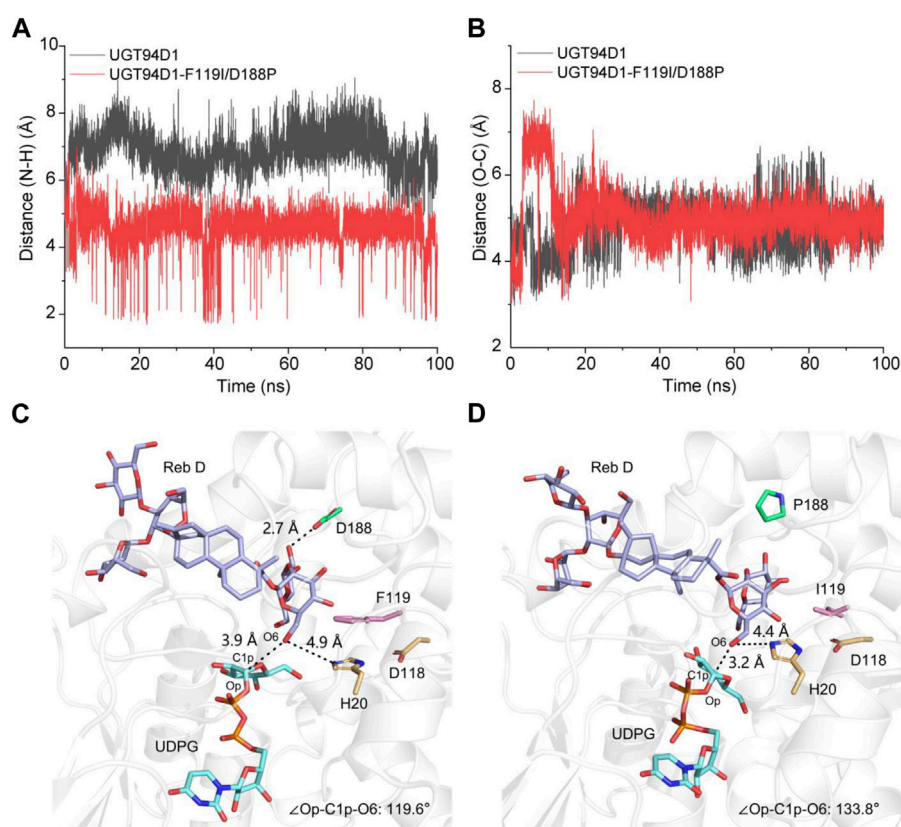 A
UGT94D1
UGT94D1-F119I/D188P
Distance (N-H) (Å)
10
8
6
4
2
0 20 40 60 80 100
Time (ns)
B
UGT94D1
UGT94D1-F119I/D188P
Distance (O-C) (Å)
8
6
4
2
0 20 40 60 80 100
Time (ns)
C
Reb D
2.7 Å
D188
F119
3.9 Å
O6
4.9 Å
C1p
D118
Op
H20
UDPG
∠Op-C1p-O6: 119.6°
D
Reb D
P188
I119
O6
4.4 Å
D118
C1p
3.2 Å
Op
H20
UDPG
∠Op-C1p-O6: 133.8°